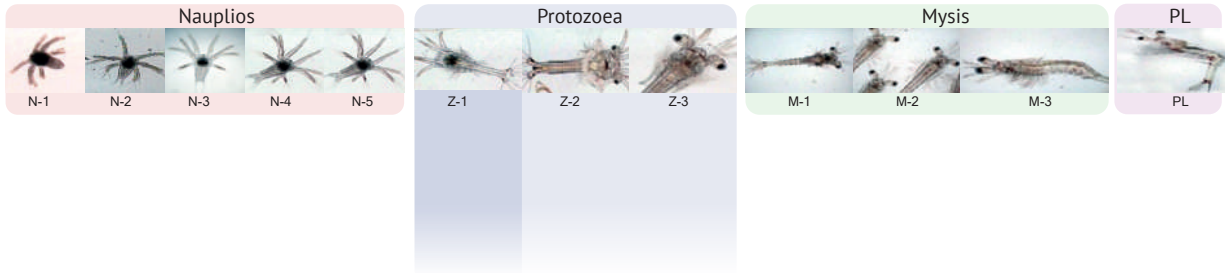 Nauplios Protozoea Mysis PL
N-1 N-2 N-3 N-4 N-5 Z-1 Z-2 Z-3 M-1 M-2 M-3 PL